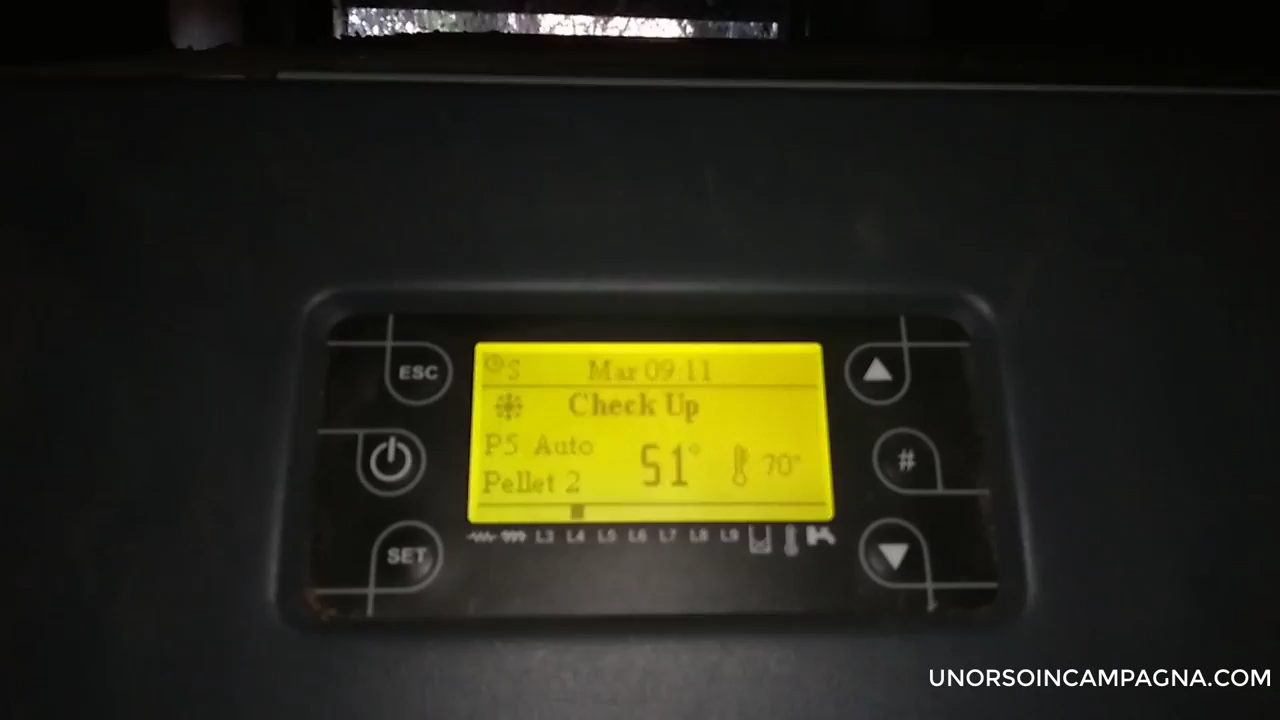 S Mar 09:11
Check Up
P5 Auto
51° 70°
Pellet 2
L3 L4 L5 L6 L7 L8 L9
ESC
SET
#
UNORSOINCAMPAGNA.COM